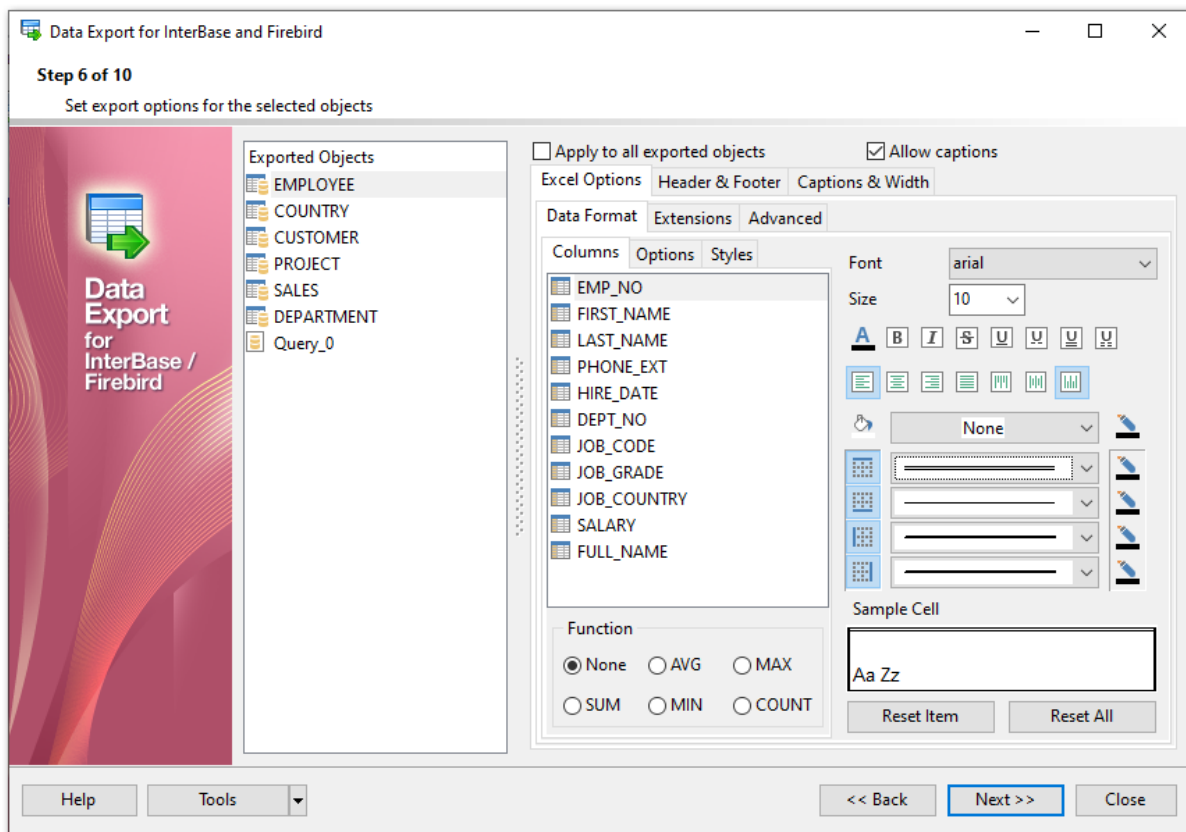 Data Export for InterBase and Firebird
Step 6 of 10
Set export options for the selected objects
Data
Export
for
InterBase /
Firebird
Exported Objects
EMPLOYEE
COUNTRY
CUSTOMER
PROJECT
SALES
DEPARTMENT
Query_0
Apply to all exported objects
Allow captions
Excel Options
Header & Footer
Captions & Width
Data Format
Extensions
Advanced
Columns
Options
Styles
EMP_NO
FIRST_NAME
LAST_NAME
PHONE_EXT
HIRE_DATE
DEPT_NO
JOB_CODE
JOB_GRADE
JOB_COUNTRY
SALARY
FULL_NAME
Function
None
AVG
MAX
SUM
MIN
COUNT
Font
arial
Size
10
A
B
I
S
U
U
U
U
None
Sample Cell
Aa Zz
Reset Item
Reset All
Help
Tools
<< Back
Next >>
Close